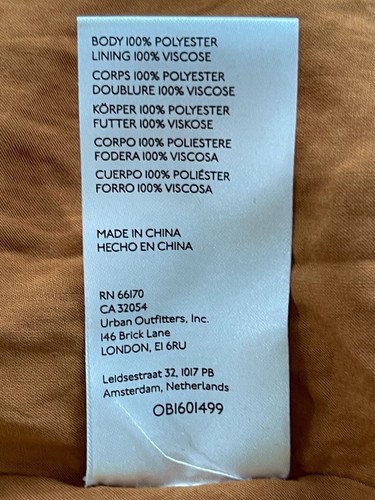 BODY 100% POLYESTER
LINING 100% VISCOSE
CORPS 100% POLYESTER
DOUBLURE 100% VISCOSE
KÖRPER 100% POLYESTER
FUTTER 100% VISKOSE
CORPO 100% POLIESTERE
FODERA 100% VISCOSA
CUERPO 100% POLIÉSTER
FORRO 100% VISCOSA
MADE IN CHINA
HECHO EN CHINA
RN 66170
CA 32054
Urban Outfitters, Inc.
146 Brick Lane
LONDON, E1 6RU
Leidsestraat 32, 1017 PB
Amsterdam, Netherlands
OB1601499